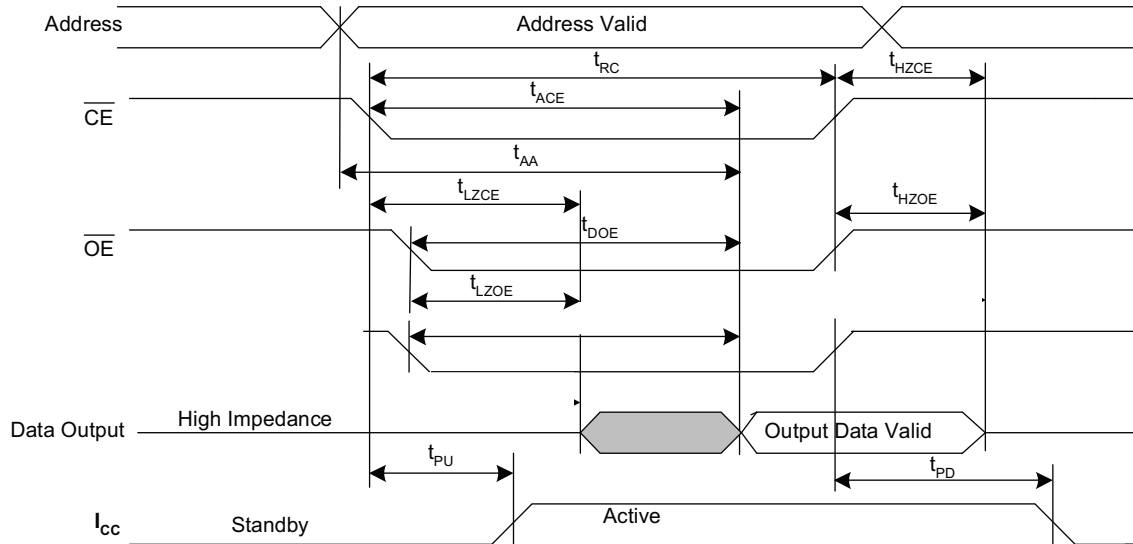 Address
Address Valid
tRC
tHZCE
tACE
CE
tAA
tLZCE
tHZOE
OE
tDOE
tLZOE
High Impedance
Data Output
Output Data Valid
tPU
tPD
ICC
Standby
Active